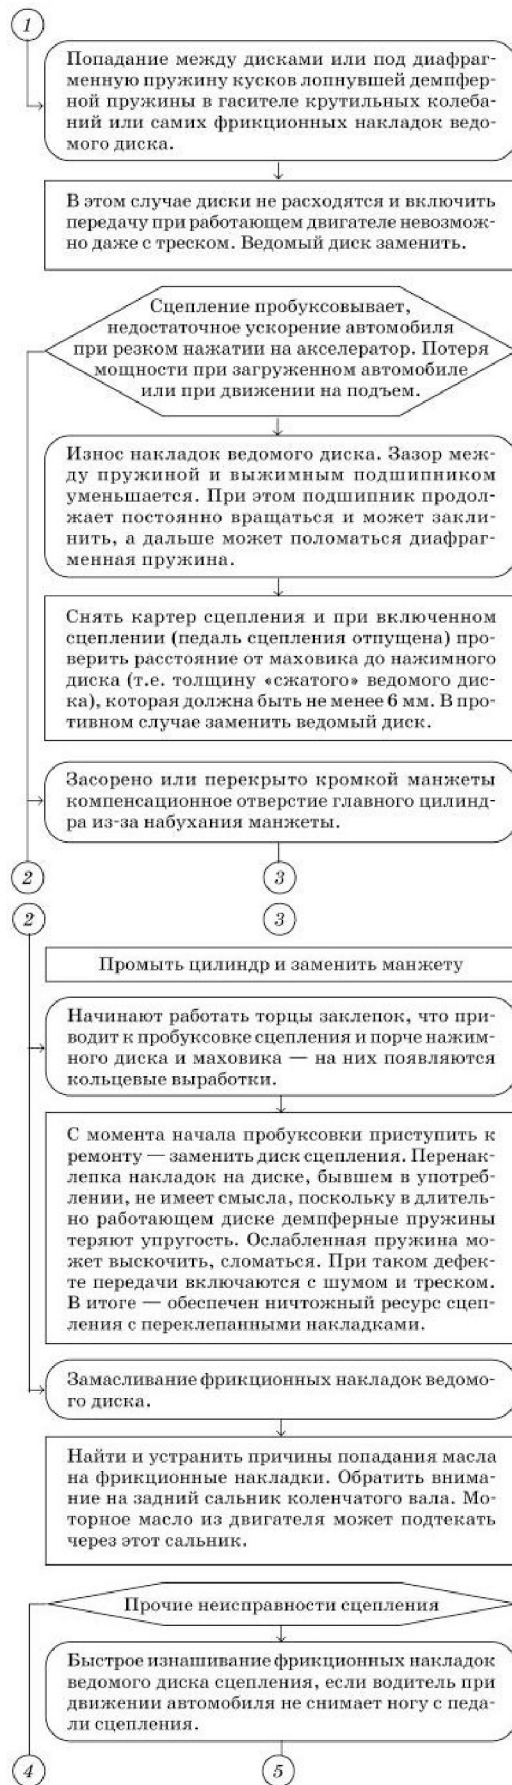 1
Попадание между дисками или под диафраг-
менную пружину кусков лопнувшей демпфер-
ной пружины в гасителе крутильных колеба-
ний или самих фрикционных накладок ведо-
мого диска.
В этом случае диски не расходятся и включить
передачу при работающем двигателе невозмож-
но даже с треском. Ведомый диск заменить.
Сцепление пробуксовывает,
недостаточное ускорение автомобиля
при резком нажатии на акселератор. Потеря
мощности при загруженном автомобиле
или при движении на подъем.
Износ накладок ведомого диска. Зазор меж-
ду пружиной и выжимным подшипником
уменьшается. При этом подшипник продол-
жает постоянно вращаться и может закли-
нить, а дальше может поломаться диафраг-
менная пружина.
Снять картер сцепления и при включенном
сцеплении (педаль сцепления отпущена) про-
верить расстояние от маховика до нажимного
диска (т.е. толщину «сжатого» ведомого дис-
ка), которая должна быть не менее 6 мм. В про-
тивном случае заменить ведомый диск.
Засорено или перекрыто кромкой манжеты
компенсационное отверстие главного цилинд-
ра из-за набухания манжеты.
2 3
2 3
Промыть цилиндр и заменить манжету
Начинают работать торцы заклепок, что при-
водит к пробуксовке сцепления и порче нажим-
ного диска и маховика — на них появляются
кольцевые выработки.
С момента начала пробуксовки приступить к
ремонту — заменить диск сцепления. Перенак-
лепка накладок на диске, бывшем в употреб-
лении, не имеет смысла, поскольку в длитель-
но работающем диске демпферные пружины
теряют упругость. Ослабленная пружина мо-
жет выскочить, сломаться. При таком дефек-
те передачи включаются с шумом и треском.
В итоге — обеспечен ничтожный ресурс сцеп-
ления с переклепанными накладками.
Замасливание фрикционных накладок ведомо-
го диска.
Найти и устранить причины попадания масла
на фрикционные накладки. Обратить внима-
ние на задний сальник коленчатого вала. Мо-
торное масло из двигателя может подтекать
через этот сальник.
Прочие неисправности сцепления
Быстрое изнашивание фрикционных накладок
ведомого диска сцепления, если водитель при
движении автомобиля не снимает ногу с педа-
ли сцепления.
4 5